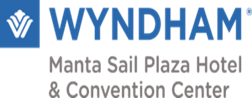 WYNDHAM®
Manta Sail Plaza Hotel
& Convention Center